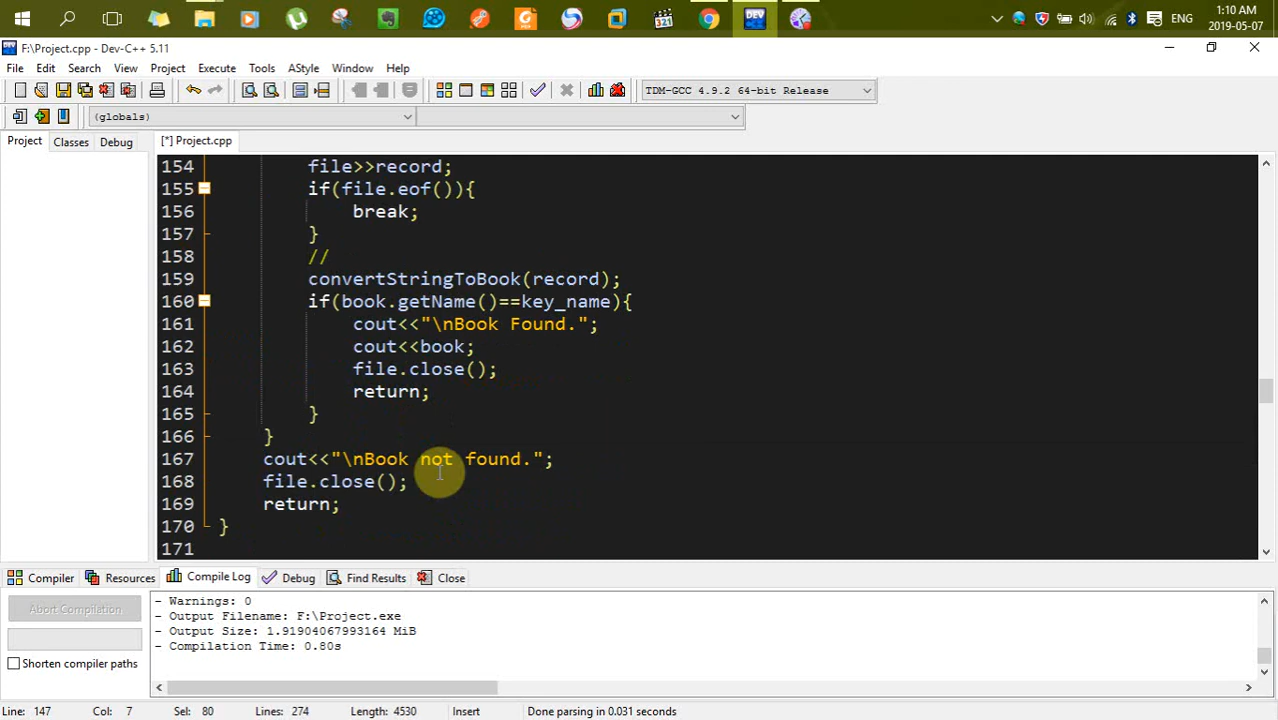 1:10 AM
ENG
2019-05-07
DEV
321
F:\Project.cpp - Dev-C++ 5.11
File Edit Search View Project Execute Tools AStyle Window Help
TDM-GCC 4.9.2 64-bit Release
(globals)
Project Classes Debug [*] Project.cpp
154 file>>record;
155 if(file.eof()){
156 break;
157 }
158 //
159 convertStringToBook(record);
160 if(book.getName()==key_name){
161 cout<<"\nBook Found.";
162 cout<<book;
163 file.close();
164 return;
165 }
166 }
167 cout<<"\nBook not found.";
168 file.close();
169 return;
170 }
171
Compiler Resources Compile Log Debug Find Results Close
Abort Compilation
Shorten compiler paths
- Warnings: 0
- Output Filename: F:\Project.exe
- Output Size: 1.91904067993164 MiB
- Compilation Time: 0.80s
Line: 147 Col: 7 Sel: 80 Lines: 274 Length: 4530 Insert Done parsing in 0.031 seconds